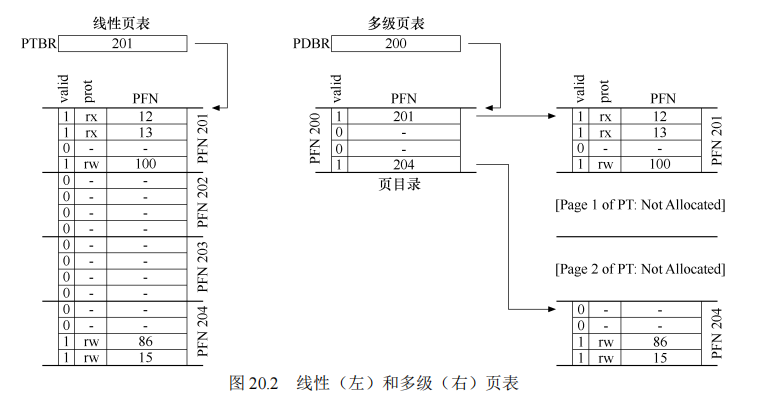 线性页表
PTBR 201
valid prot PFN
1 rx 12
1 rx 13
0 - -
1 rw 100
PFN 201
0 - -
0 - -
0 - -
0 - -
PFN 202
0 - -
0 - -
0 - -
0 - -
PFN 203
0 - -
0 - -
1 rw 86
1 rw 15
PFN 204
多级页表
PDBR 200
valid PFN
PFN 200
1 201
0 -
0 -
1 204
页目录
valid prot PFN
1 rx 12
1 rx 13
0 - -
1 rw 100
PFN 201
[Page 1 of PT: Not Allocated]
[Page 2 of PT: Not Allocated]
0 - -
0 - -
1 rw 86
1 rw 15
PFN 204
图 20.2 线性（左）和多级（右）页表